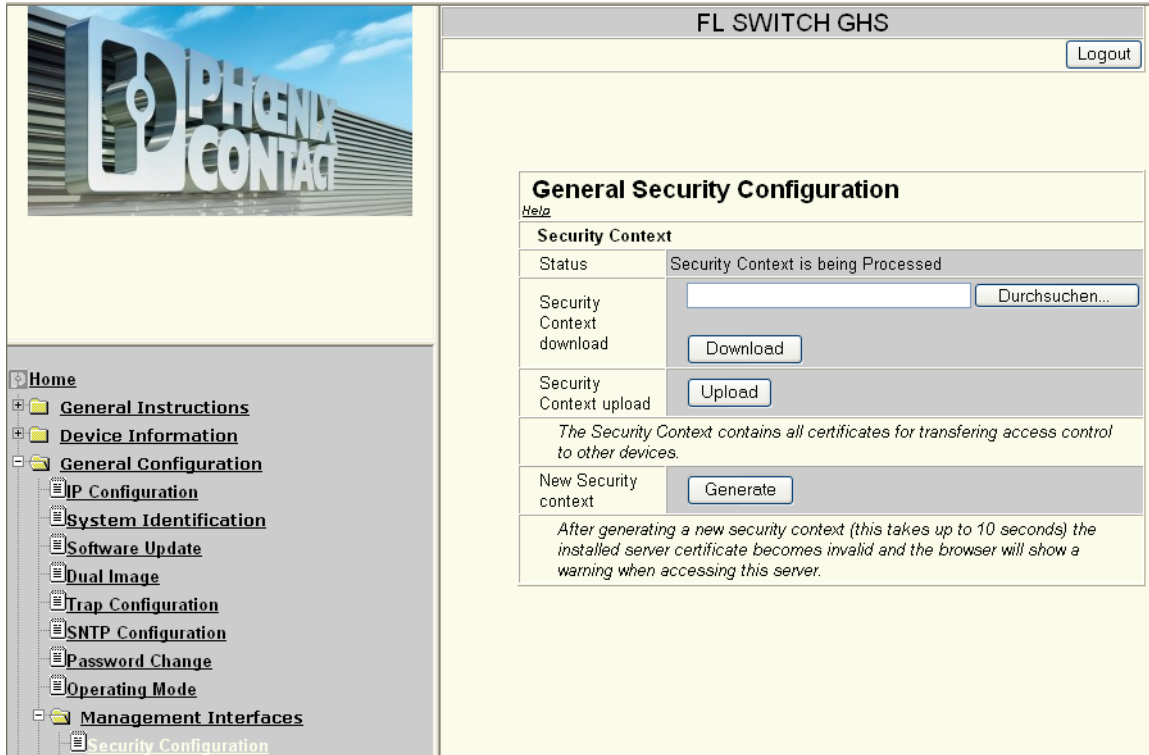 PHŒNIX
CONTACT
FL SWITCH GHS
Logout
Home
General Instructions
Device Information
General Configuration
IP Configuration
System Identification
Software Update
Dual Image
Trap Configuration
SNTP Configuration
Password Change
Operating Mode
Management Interfaces
Security Configuration
General Security Configuration
Help
Security Context
Status
Security Context is being Processed
Security
Context
download
Durchsuchen...
Download
Security
Context upload
Upload
The Security Context contains all certificates for transfering access control
to other devices.
New Security
context
Generate
After generating a new security context (this takes up to 10 seconds) the
installed server certificate becomes invalid and the browser will show a
warning when accessing this server.